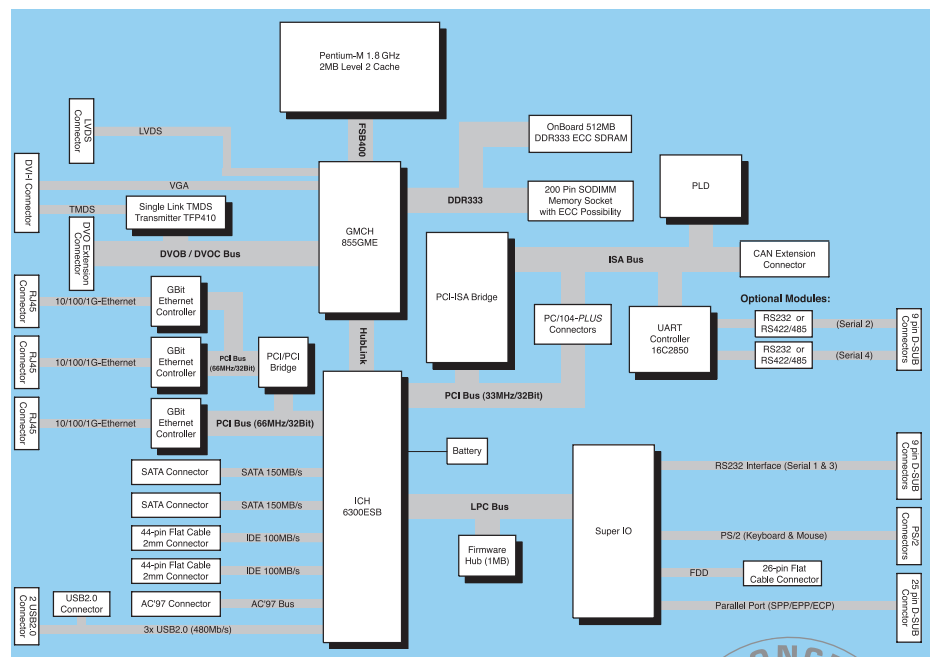 Pentium-M 1.8 GHz
2MB Level 2 Cache
FSB400
LVDS
Connector
LVDS
OnBoard 512MB
DDR333 ECC SDRAM
DVI-I Connector
VGA
TMDS
Single Link TMDS
Transmitter TFP410
GMCH
855GME
DDR333
200 Pin SODIMM
Memory Socket
with ECC Possibility
PLD
DVO Extension
Connector
DVOB / DVOC Bus
ISA Bus
CAN Extension
Connector
PCI-ISA Bridge
RJ45
Connector
10/100/1G-Ethernet
GBit
Ethernet
Controller
HubLink
PC/104-PLUS
Connectors
UART
Controller
16C2850
Optional Modules:
RS232 or
RS422/485
(Serial 2)
RS232 or
RS422/485
(Serial 4)
9 pin D-SUB
Connectors
RJ45
Connector
10/100/1G-Ethernet
GBit
Ethernet
Controller
PCI Bus
(66MHz/32Bit)
PCI/PCI
Bridge
PCI Bus (33MHz/32Bit)
RJ45
Connector
10/100/1G-Ethernet
GBit
Ethernet
Controller
PCI Bus (66MHz/32Bit)
Battery
SATA Connector
SATA 150MB/s
SATA Connector
SATA 150MB/s
ICH
6300ESB
LPC Bus
44-pin Flat Cable
2mm Connector
IDE 100MB/s
44-pin Flat Cable
2mm Connector
IDE 100MB/s
Firmware
Hub (1MB)
Super IO
RS232 Interface (Serial 1 & 3)
9 pin D-SUB
Connectors
PS/2 (Keyboard & Mouse)
PS/2
Connectors
FDD
26-pin Flat
Cable Connector
Parallel Port (SPP/EPP/ECP)
25 pin D-SUB
Connctor
2 USB2.0
Connector
USB2.0
Connector
AC'97 Connector
AC'97 Bus
3x USB2.0 (480Mb/s)